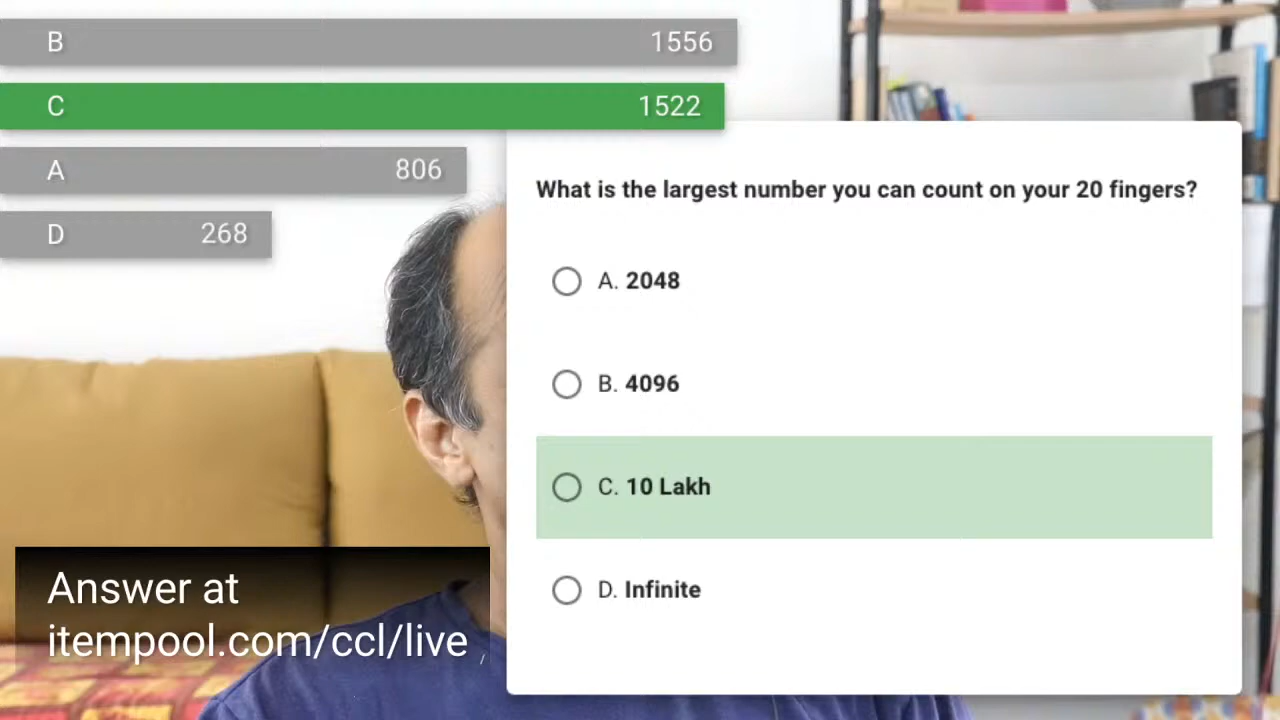 B 1556
C 1522
A 806
D 268
What is the largest number you can count on your 20 fingers?
A. 2048
B. 4096
C. 10 Lakh
D. Infinite
Answer at
itempool.com/ccl/live